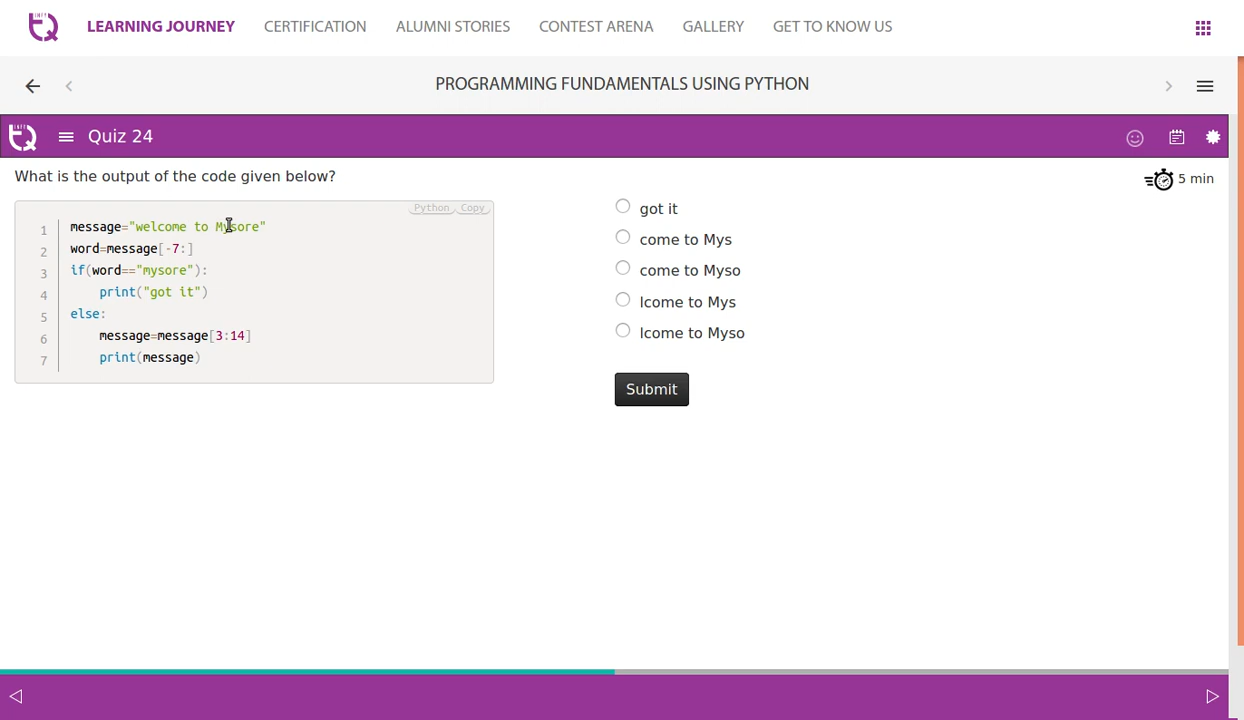 LEARNING JOURNEY CERTIFICATION ALUMNI STORIES CONTEST ARENA GALLERY GET TO KNOW US
PROGRAMMING FUNDAMENTALS USING PYTHON
Quiz 24
What is the output of the code given below?
5 min
Python Copy
1 message="welcome to Mysore"
2 word=message[-7:]
3 if(word=="mysore"):
4     print("got it")
5 else:
6     message=message[3:14]
7     print(message)
got it
come to Mys
come to Myso
lcome to Mys
lcome to Myso
Submit